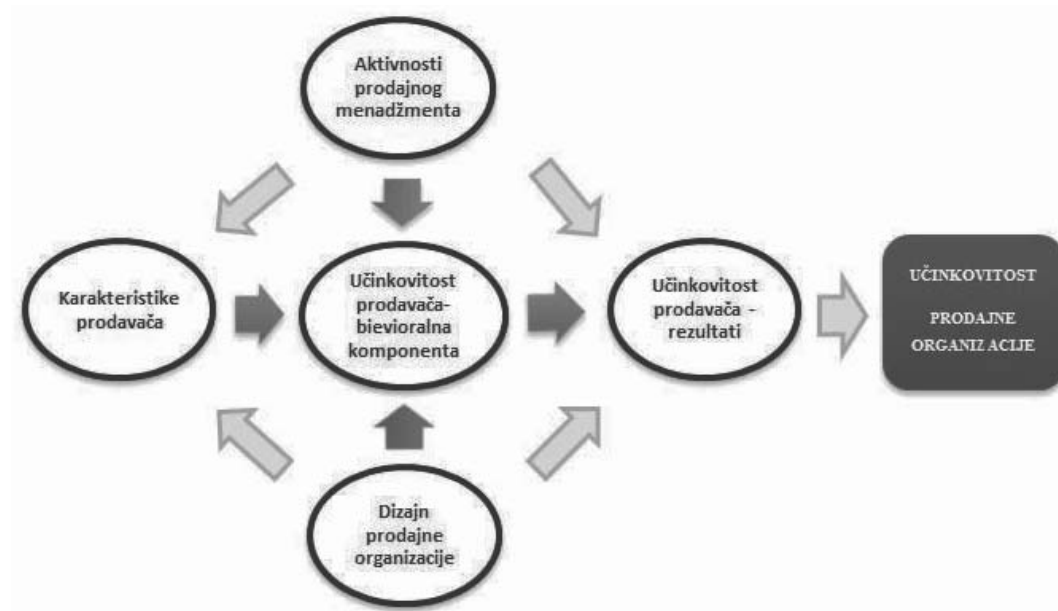 Aktivnosti
prodajnog
menadžmenta
Karakteristike
prodavača
Učinkovitost
prodavača-
bievioralna
komponenta
Učinkovitost
prodavača -
rezultati
UČINKOVITOST
PRODAJNE
ORGANIZ ACIJE
Dizajn
prodajne
organizacije